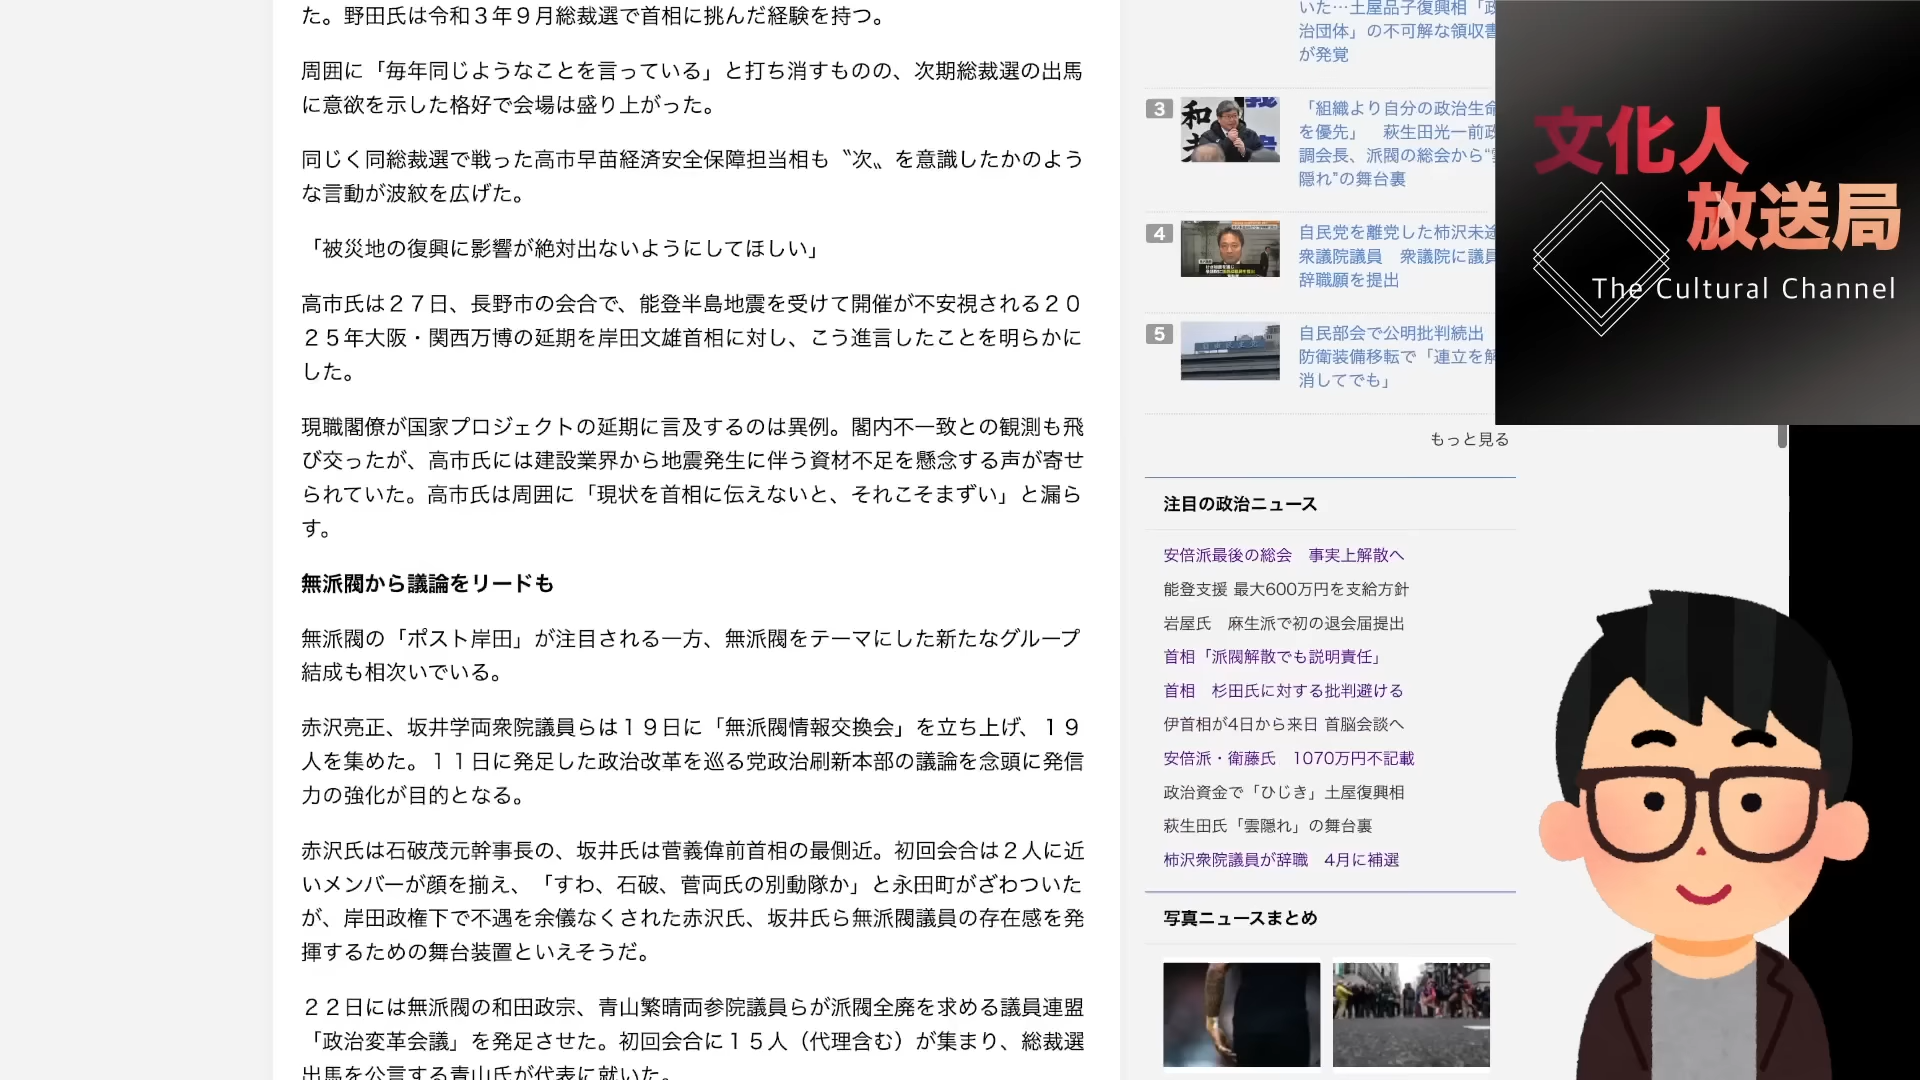 た。野田氏は令和３年９月総裁選で首相に挑んだ経験を持つ。
周囲に「毎年同じようなことを言っている」と打ち消すものの、次期総裁選の出馬
に意欲を示した格好で会場は盛り上がった。
同じく同総裁選で戦った高市早苗経済安全保障担当相も〝次〟を意識したかのよう
な言動が波紋を広げた。
「被災地の復興に影響が絶対出ないようにしてほしい」
高市氏は２７日、長野市の会合で、能登半島地震を受けて開催が不安視される２０
２５年大阪・関西万博の延期を岸田文雄首相に対し、こう進言したことを明らかに
した。
現職閣僚が国家プロジェクトの延期に言及するのは異例。閣内不一致との観測も飛
び交ったが、高市氏には建設業界から地震発生に伴う資材不足を懸念する声が寄せ
られていた。高市氏は周囲に「現状を首相に伝えないと、それこそまずい」と漏ら
す。
無派閥から議論をリードも
無派閥の「ポスト岸田」が注目される一方、無派閥をテーマにした新たなグループ
結成も相次いでいる。
赤沢亮正、坂井学両衆院議員らは１９日に「無派閥情報交換会」を立ち上げ、１９
人を集めた。１１日に発足した政治改革を巡る党政治刷新本部の議論を念頭に発信
力の強化が目的となる。
赤沢氏は石破茂元幹事長の、坂井氏は菅義偉前首相の最側近。初回会合は２人に近
いメンバーが顔を揃え、「すわ、石破、菅両氏の別動隊か」と永田町がざわついた
が、岸田政権下で不遇を余儀なくされた赤沢氏、坂井氏ら無派閥議員の存在感を発
揮するための舞台装置といえそうだ。
２２日には無派閥の和田政宗、青山繁晴両参院議員らが派閥全廃を求める議員連盟
「政治変革会議」を発足させた。初回会合に１５人（代理含む）が集まり、総裁選
出馬を公言する青山氏が代表に就いた。
いた…土屋品子復興相「政
治団体」の不可解な領収書
が発覚
3
「組織より自分の政治生命
を優先」　萩生田光一前政
調会長、派閥の総会から“雲
隠れ”の舞台裏
4
自民党を離党した柿沢未途
衆議院議員　衆議院に議員
辞職願を提出
5
自民部会で公明批判続出
防衛装備移転で「連立を解
消してでも」
もっと見る
注目の政治ニュース
安倍派最後の総会　事実上解散へ
能登支援 最大600万円を支給方針
岩屋氏　麻生派で初の退会届提出
首相「派閥解散でも説明責任」
首相　杉田氏に対する批判避ける
伊首相が4日から来日 首脳会談へ
安倍派・衛藤氏　1070万円不記載
政治資金で「ひじき」土屋復興相
萩生田氏「雲隠れ」の舞台裏
柿沢衆院議員が辞職　4月に補選
写真ニュースまとめ
文化人
放送局
The Cultural Channel